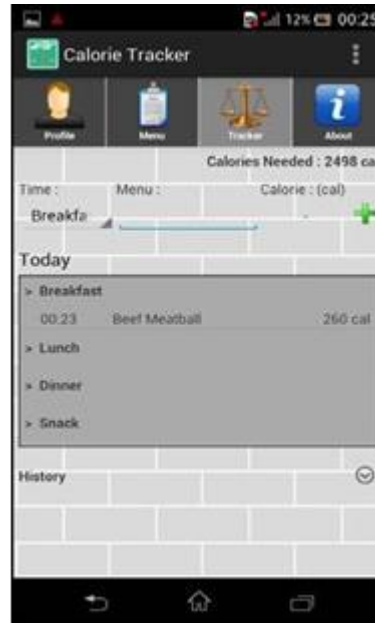 12% 00:25
Calorie Tracker
Profile Menu Tracker About
Calories Needed : 2498 ca
Time : Menu : Calorie : (cal)
Breakfa
Today
> Breakfast
00.23 Beef Meatball 260 cal
> Lunch
> Dinner
> Snack
History